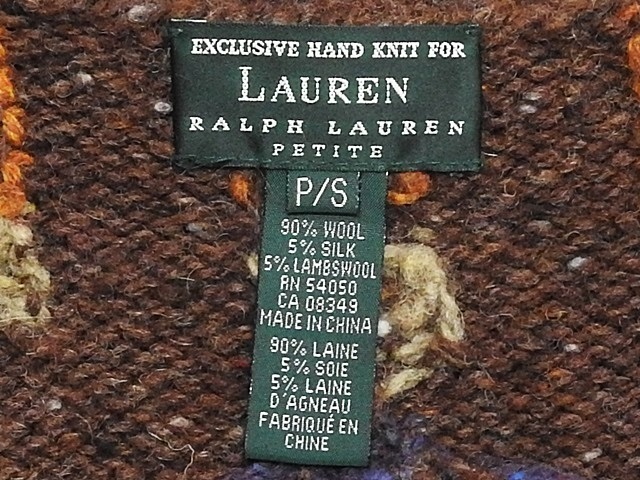 EXCLUSIVE HAND KNIT FOR
LAUREN
RALPH LAUREN
PETITE
P/S
90% WOOL
5% SILK
5% LAMBSWOOL
RN 54050
CA 08349
MADE IN CHINA
90% LAINE
5% SOIE
5% LAINE
D'AGNEAU
FABRIQUÉ EN
CHINE